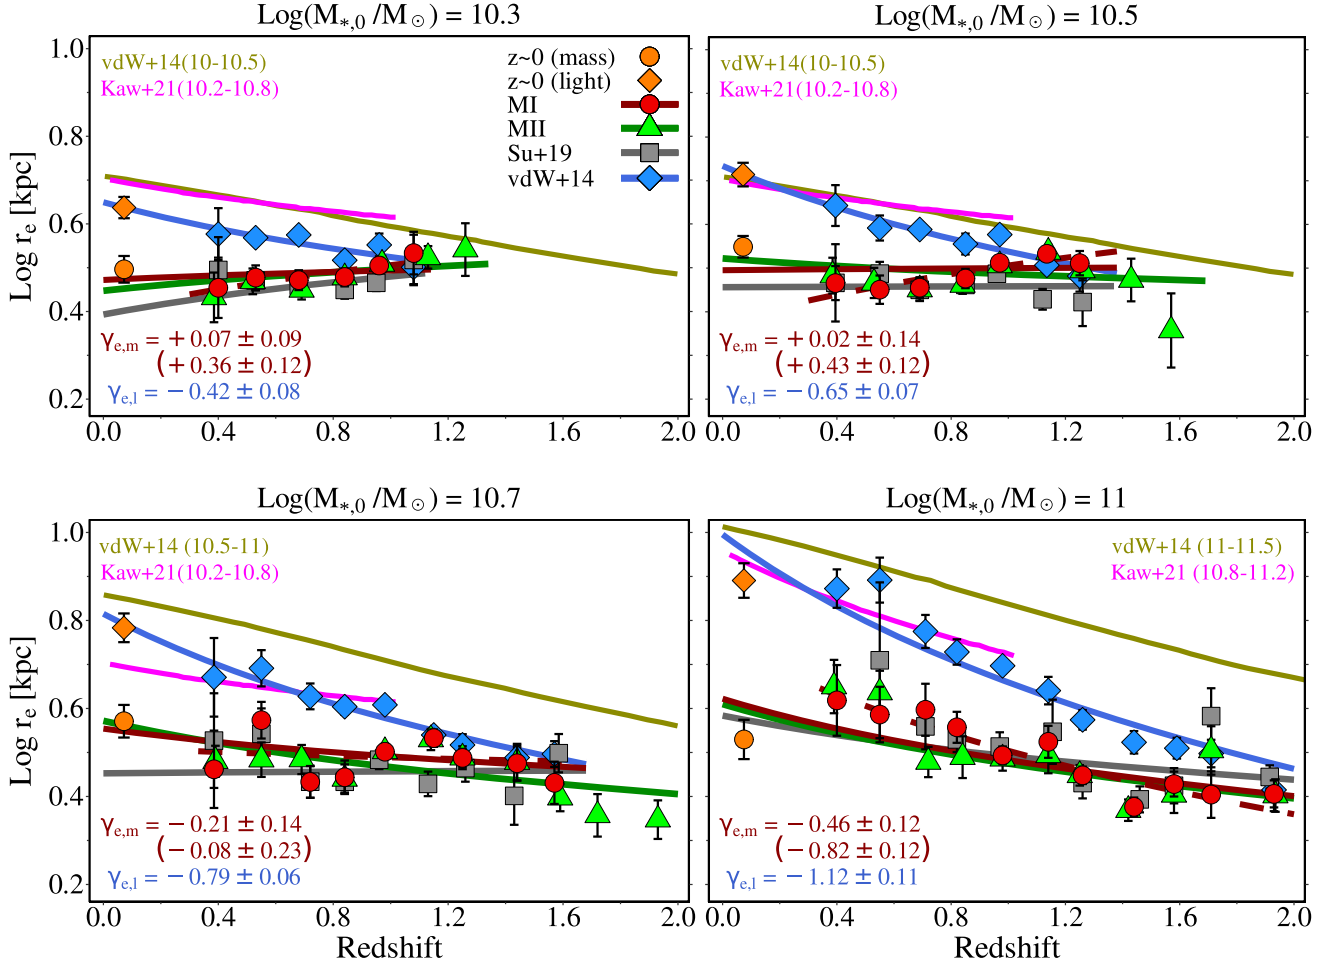 Log(M*,0 /M☉) = 10.3
Log(M*,0 /M☉) = 10.5
1.0
0.8
0.6
0.4
0.2
Log re [kpc]
vdW+14(10-10.5)
Kaw+21(10.2-10.8)
z~0 (mass)
z~0 (light)
MI
MII
Su+19
vdW+14
γe,m = +0.07 ± 0.09
(+0.36 ± 0.12)
γe,l = −0.42 ± 0.08
0.0 0.4 0.8 1.2 1.6 2.0
vdW+14(10-10.5)
Kaw+21(10.2-10.8)
γe,m = +0.02 ± 0.14
(+0.43 ± 0.12)
γe,l = −0.65 ± 0.07
0.0 0.4 0.8 1.2 1.6 2.0
Log(M*,0 /M☉) = 10.7
Log(M*,0 /M☉) = 11
1.0
0.8
0.6
0.4
0.2
Log re [kpc]
vdW+14 (10.5-11)
Kaw+21(10.2-10.8)
γe,m = −0.21 ± 0.14
(−0.08 ± 0.23)
γe,l = −0.79 ± 0.06
0.0 0.4 0.8 1.2 1.6 2.0
Redshift
vdW+14 (11-11.5)
Kaw+21 (10.8-11.2)
γe,m = −0.46 ± 0.12
(−0.82 ± 0.12)
γe,l = −1.12 ± 0.11
0.0 0.4 0.8 1.2 1.6 2.0
Redshift